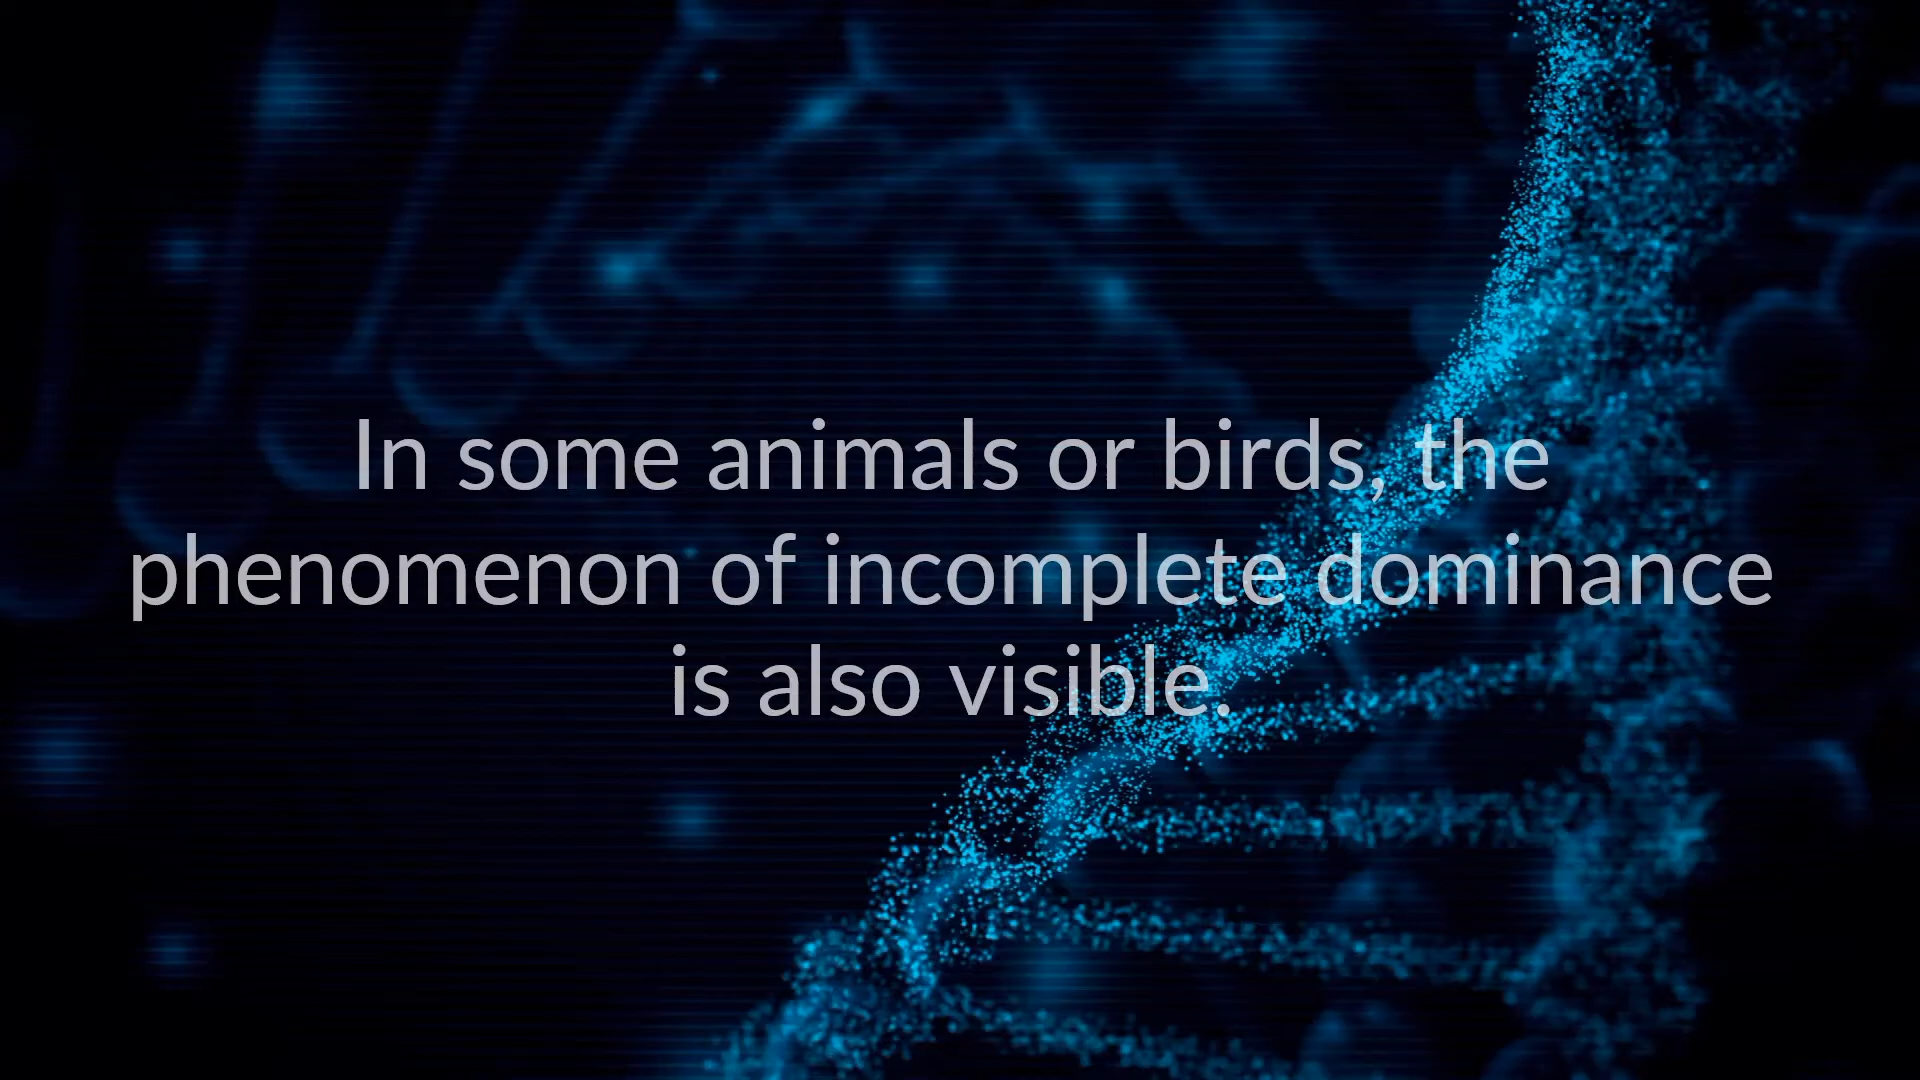 In some animals or birds, the
phenomenon of incomplete dominance
is also visible.